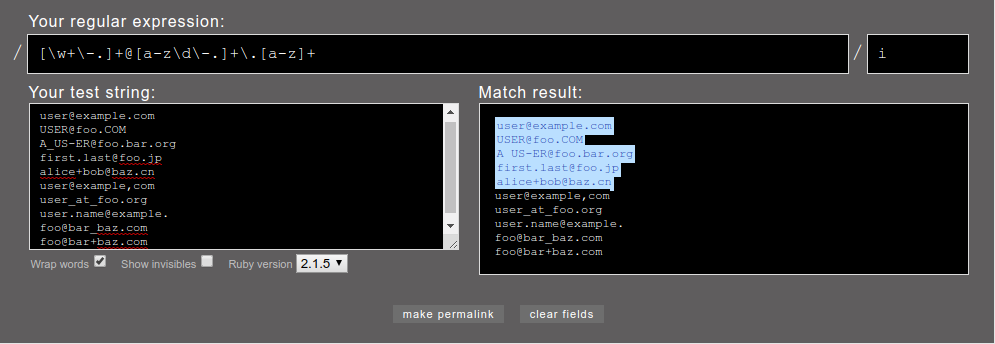 Your regular expression:
/ [\w+\-.]+@[a-z\d\-.]+\.[a-z]+ / i
Your test string:
user@example.com
USER@foo.COM
A_US-ER@foo.bar.org
first.last@foo.jp
alice+bob@baz.cn
user@example,com
user_at_foo.org
user.name@example.
foo@bar_baz.com
foo@bar+baz.com
Wrap words Show invisibles Ruby version 2.1.5
Match result:
user@example.com
USER@foo.COM
A_US-ER@foo.bar.org
first.last@foo.jp
alice+bob@baz.cn
user@example,com
user_at_foo.org
user.name@example.
foo@bar_baz.com
foo@bar+baz.com
make permalink clear fields